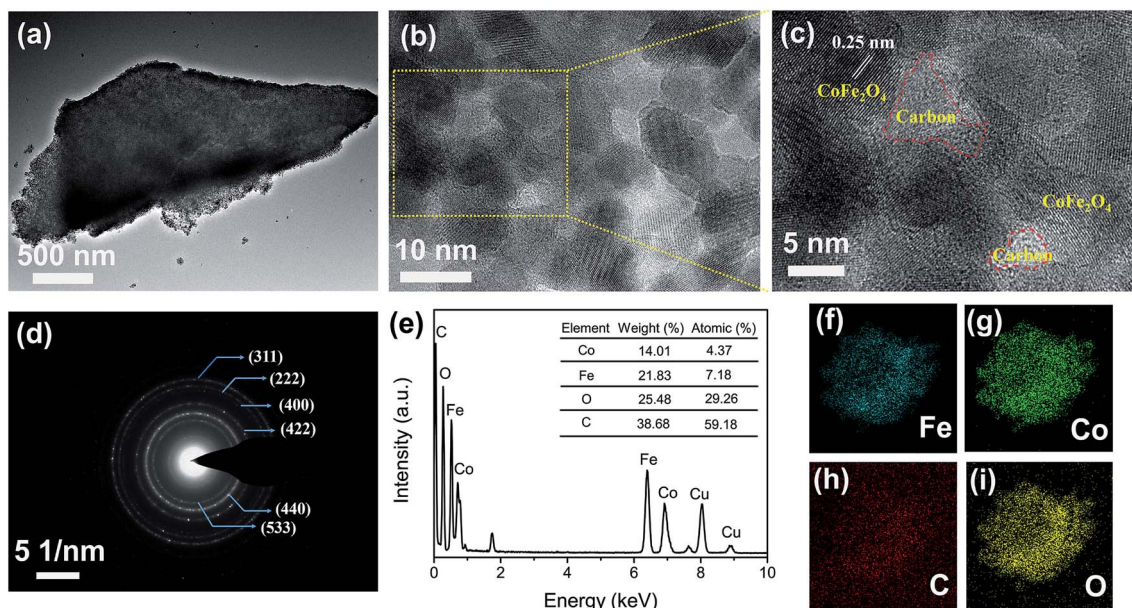 (a)
500 nm
(b)
10 nm
(c)
0.25 nm
CoFe₂O₄
Carbon
CoFe₂O₄
Carbon
5 nm
(d)
(311)
(222)
(400)
(422)
(440)
(533)
5 1/nm
(e)
Intensity (a.u.)
C
O
Fe
Co
Fe
Co
Cu
Cu
Element Weight (%) Atomic (%)
Co 14.01 4.37
Fe 21.83 7.18
O 25.48 29.26
C 38.68 59.18
0 2 4 6 8 10
Energy (keV)
(f)
Fe
(g)
Co
(h)
C
(i)
O